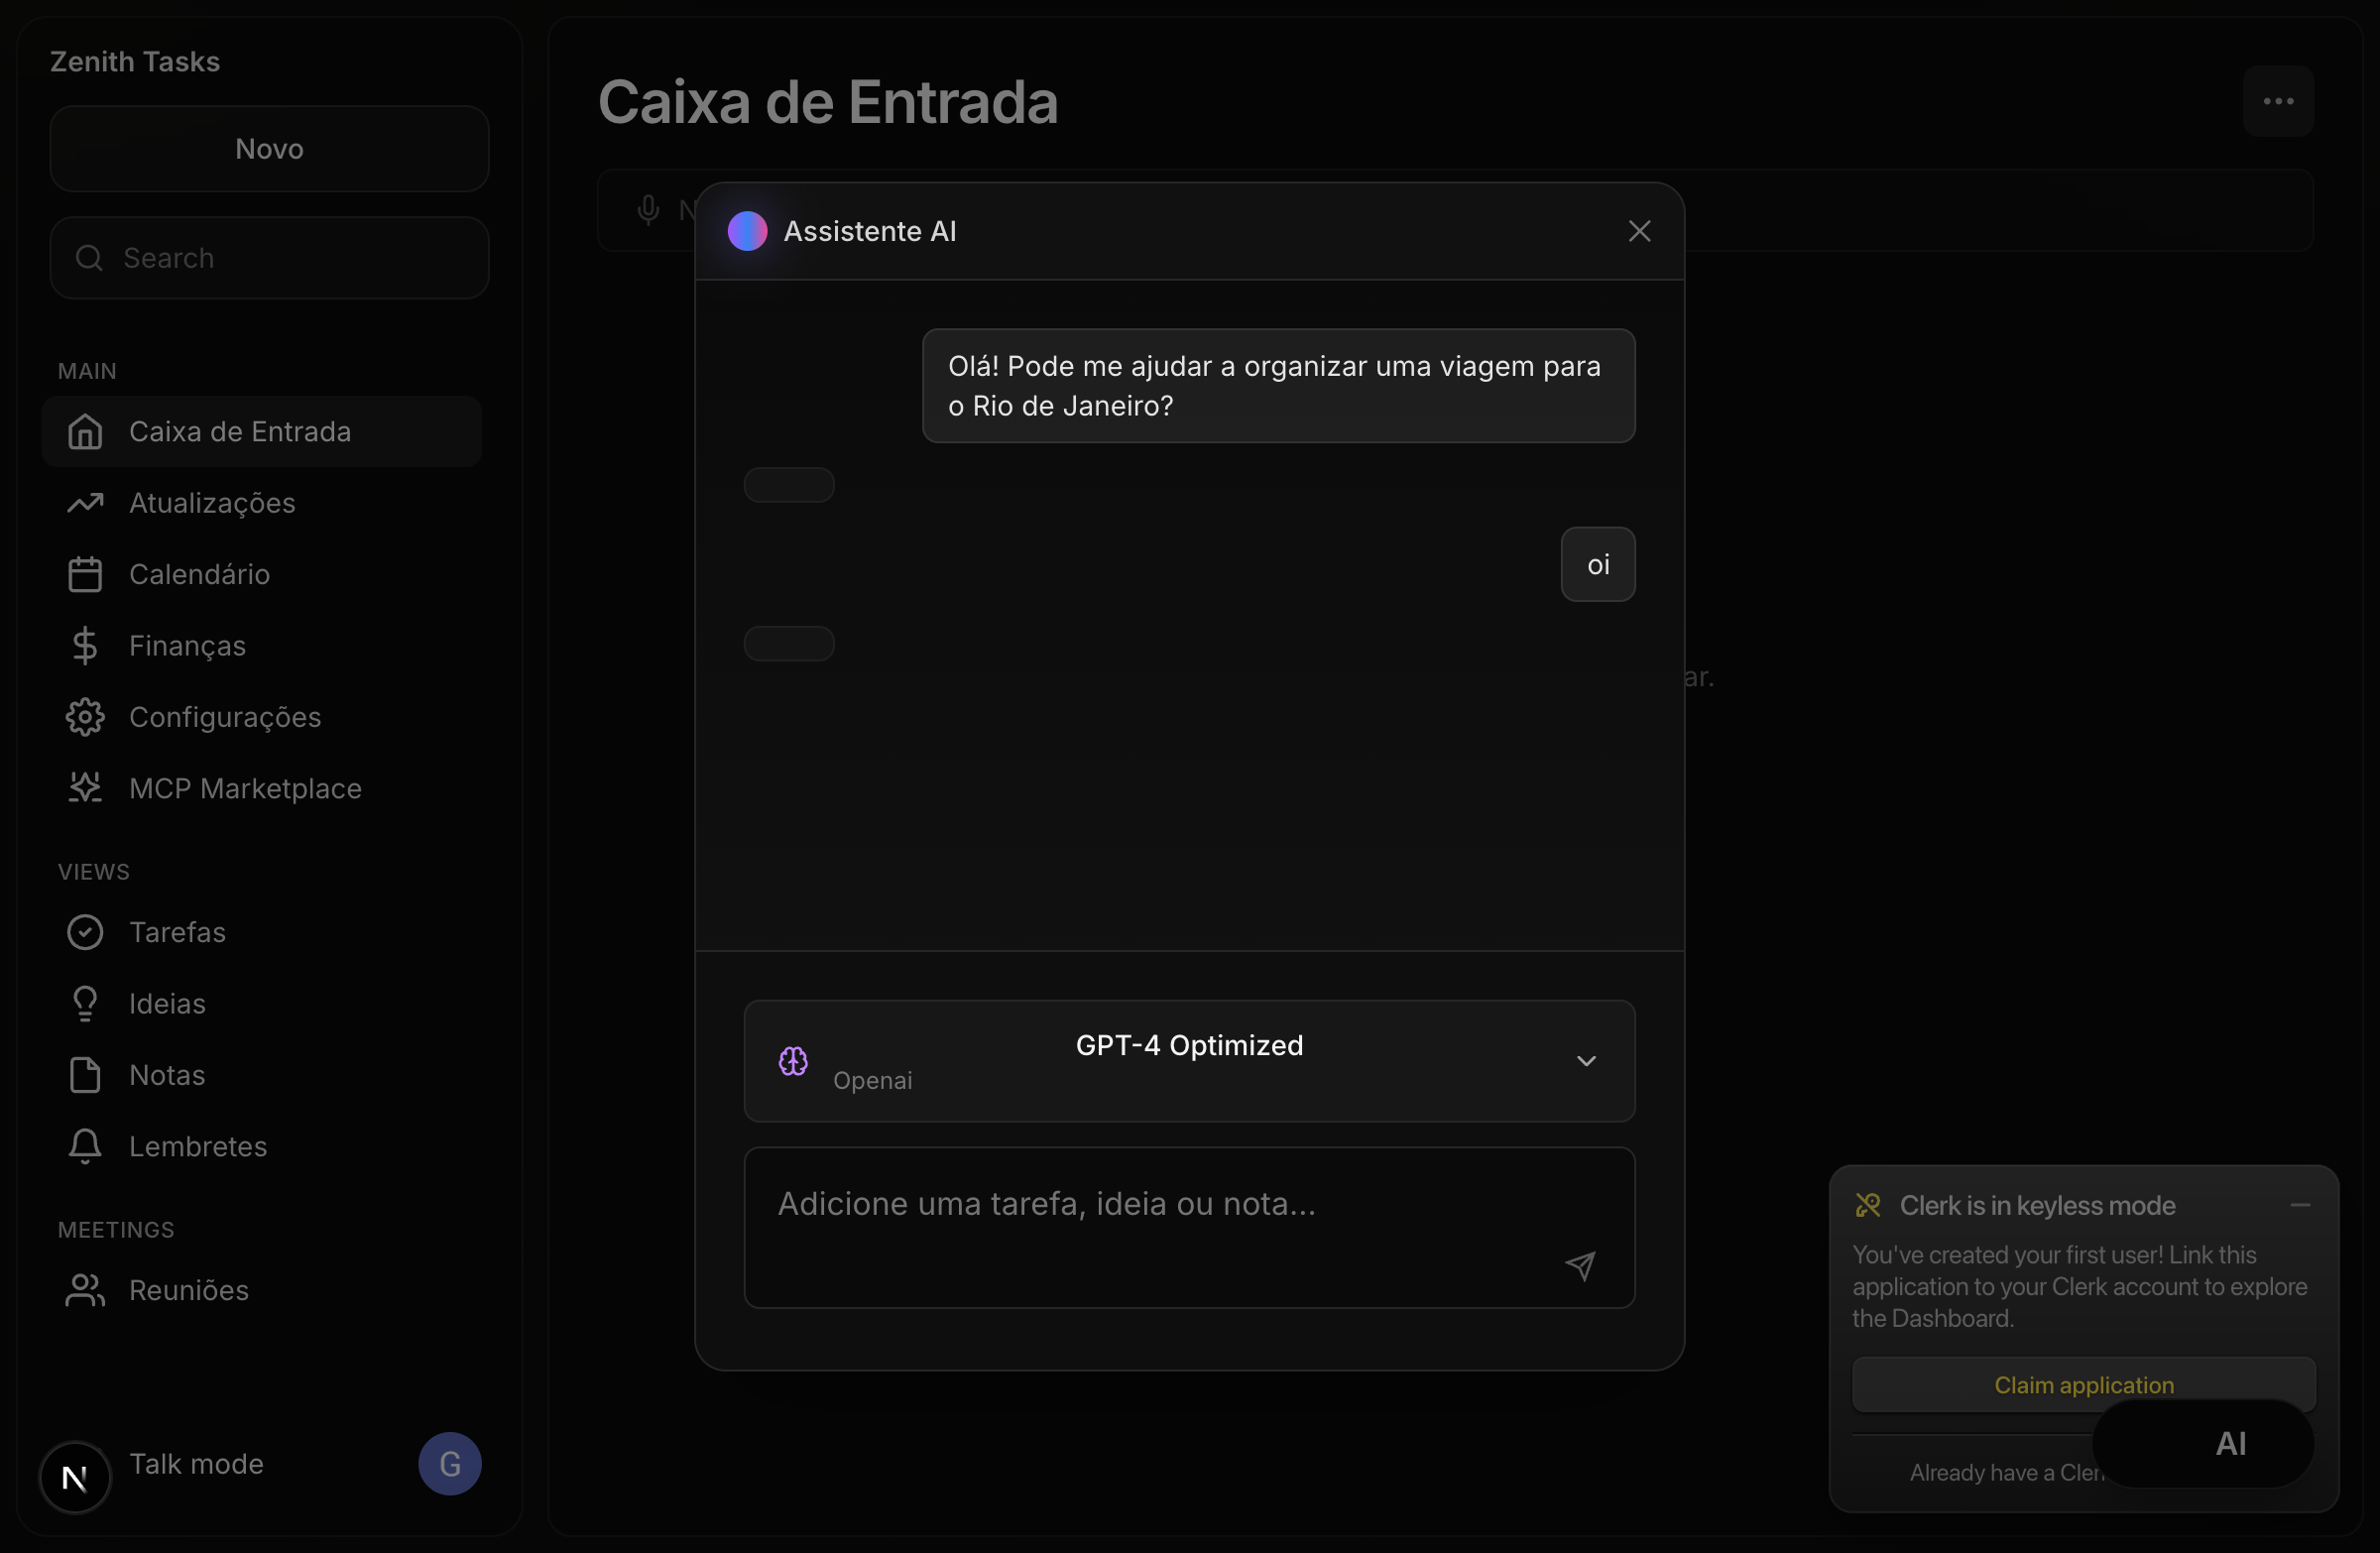 Zenith Tasks
Novo
Search
MAIN
Caixa de Entrada
Atualizações
Calendário
Finanças
Configurações
MCP Marketplace
VIEWS
Tarefas
Ideias
Notas
Lembretes
MEETINGS
Reuniões
N
Talk mode
G
Caixa de Entrada
N
ar.
Assistente AI
Olá! Pode me ajudar a organizar uma viagem para
o Rio de Janeiro?
oi
GPT-4 Optimized
Openai
Adicione uma tarefa, ideia ou nota...
Clerk is in keyless mode
You've created your first user! Link this
application to your Clerk account to explore
the Dashboard.
Claim application
Already have a Cler
AI